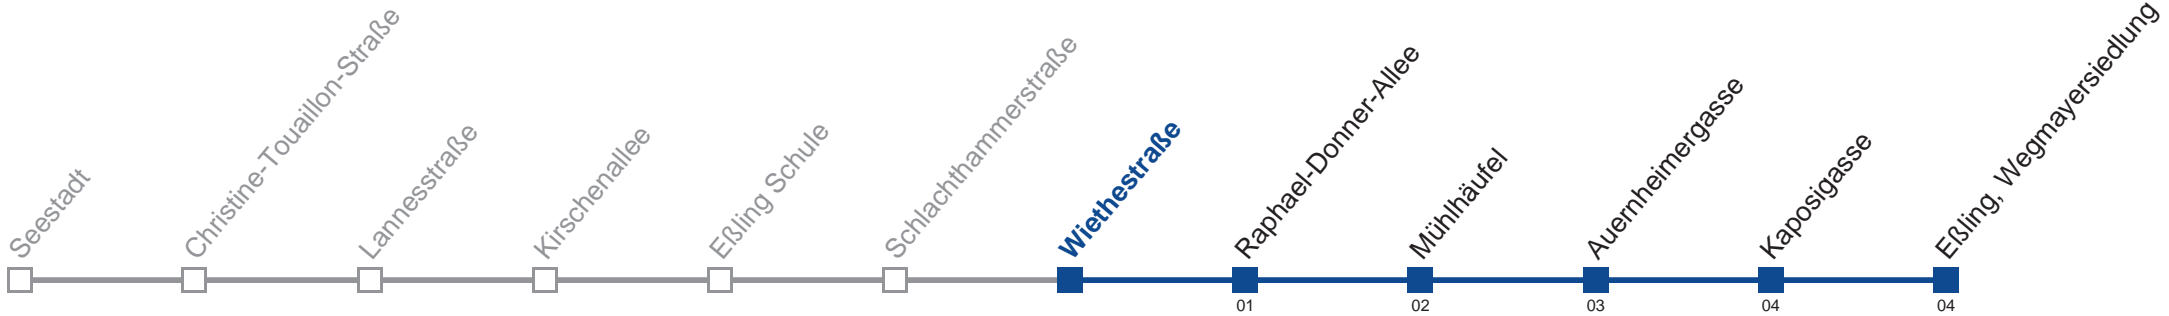 Seestadt
Christine-Touaillon-Straße
Lannesstraße
Kirschenallee
Eßling Schule
Schlachthammerstraße
Wiethestraße
Raphael-Donner-Allee
Mühlhäufel
Auernheimergasse
Kaposigasse
Eßling, Wegmayersiedlung
01
02
03
04
04